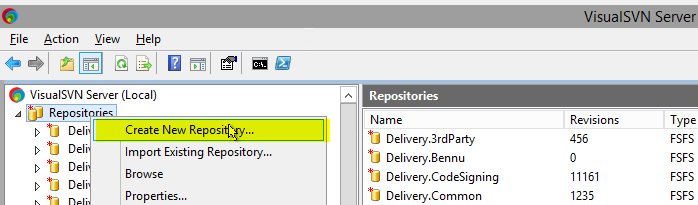 VisualSVN Server
File Action View Help
VisualSVN Server (Local)
Repositories
Deliv
Deliv
Deliv
Deliv
Deliv
Create New Repository...
Import Existing Repository...
Browse
Properties...
Repositories
Name Revisions Type
Delivery.3rdParty 456 FSFS
Delivery.Bennu 0 FSFS
Delivery.CodeSigning 11161 FSFS
Delivery.Common 1235 FSFS